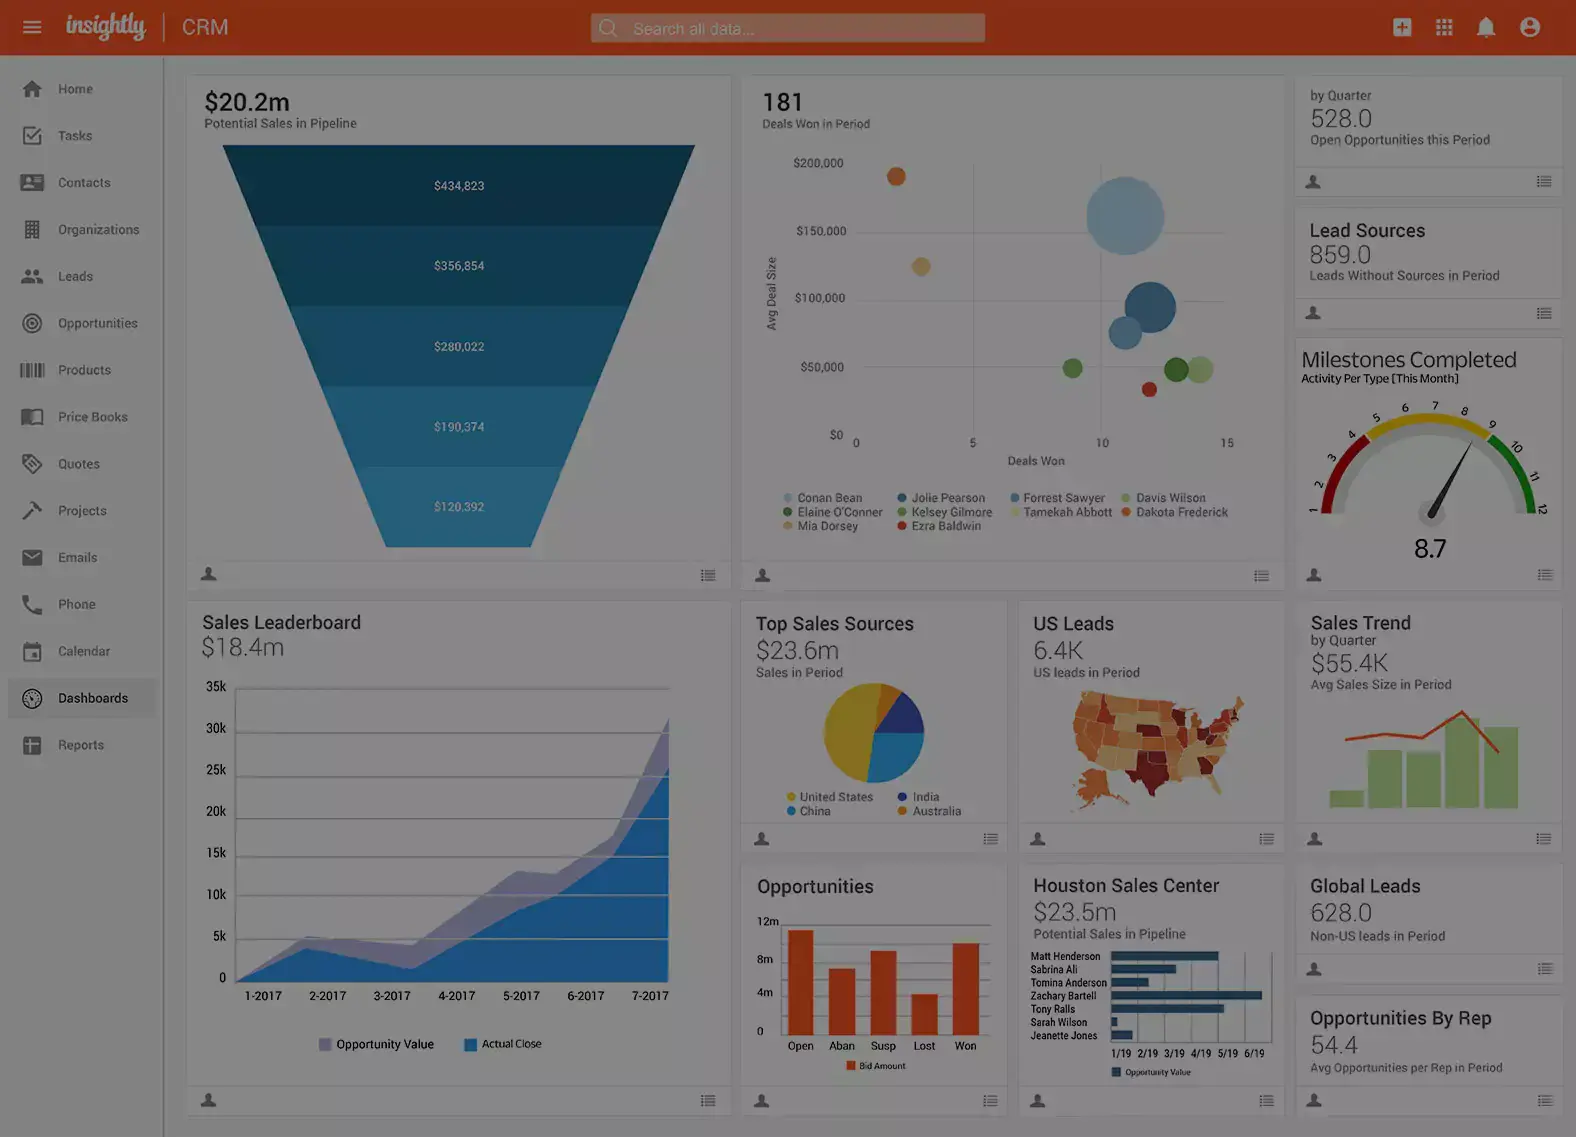 insightly
CRM
Search all data...
Home
Tasks
Contacts
Organizations
Leads
Opportunities
Products
Price Books
Quotes
Projects
Emails
Phone
Calendar
Dashboards
Reports
$20.2m
Potential Sales in Pipeline
$434,823
$356,854
$280,022
$190,374
$120,392
181
Deals Won in Period
$200,000
$150,000
$100,000
$50,000
$0
Avg Deal Size
0 5 10 15
Deals Won
Conan Bean Jolie Pearson Forrest Sawyer Davis Wilson
Elaine O'Conner Kelsey Gilmore Tamekah Abbott Dakota Frederick
Mia Dorsey Ezra Baldwin
by Quarter
528.0
Open Opportunities this Period
Lead Sources
859.0
Leads Without Sources in Period
Milestones Completed
Activity Per Type [This Month]
1 2 3 4 5 6 7 8 9 10 11 12
8.7
Sales Leaderboard
$18.4m
35k
30k
25k
20k
15k
10k
5k
0
1-2017 2-2017 3-2017 4-2017 5-2017 6-2017 7-2017
Opportunity Value Actual Close
Top Sales Sources
$23.6m
Sales in Period
United States India
China Australia
US Leads
6.4K
US leads in Period
Sales Trend
by Quarter
$55.4K
Avg Sales Size in Period
Opportunities
12m
8m
4m
0
Open Aban Susp Lost Won
Bid Amount
Houston Sales Center
$23.5m
Potential Sales in Pipeline
Matt Henderson
Sabrina Ali
Tomina Anderson
Zachary Bartell
Tony Ralls
Sarah Wilson
Jeanette Jones
1/19 2/19 3/19 4/19 5/19 6/19
Opportunity Value
Global Leads
628.0
Non-US leads in Period
Opportunities By Rep
54.4
Avg Opportunities per Rep in Period